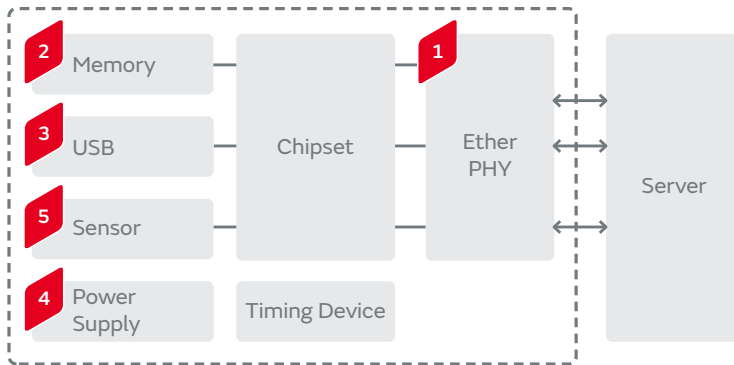 2
Memory
1
3
USB
Chipset
Ether
PHY
Server
5
Sensor
4
Power
Supply
Timing Device